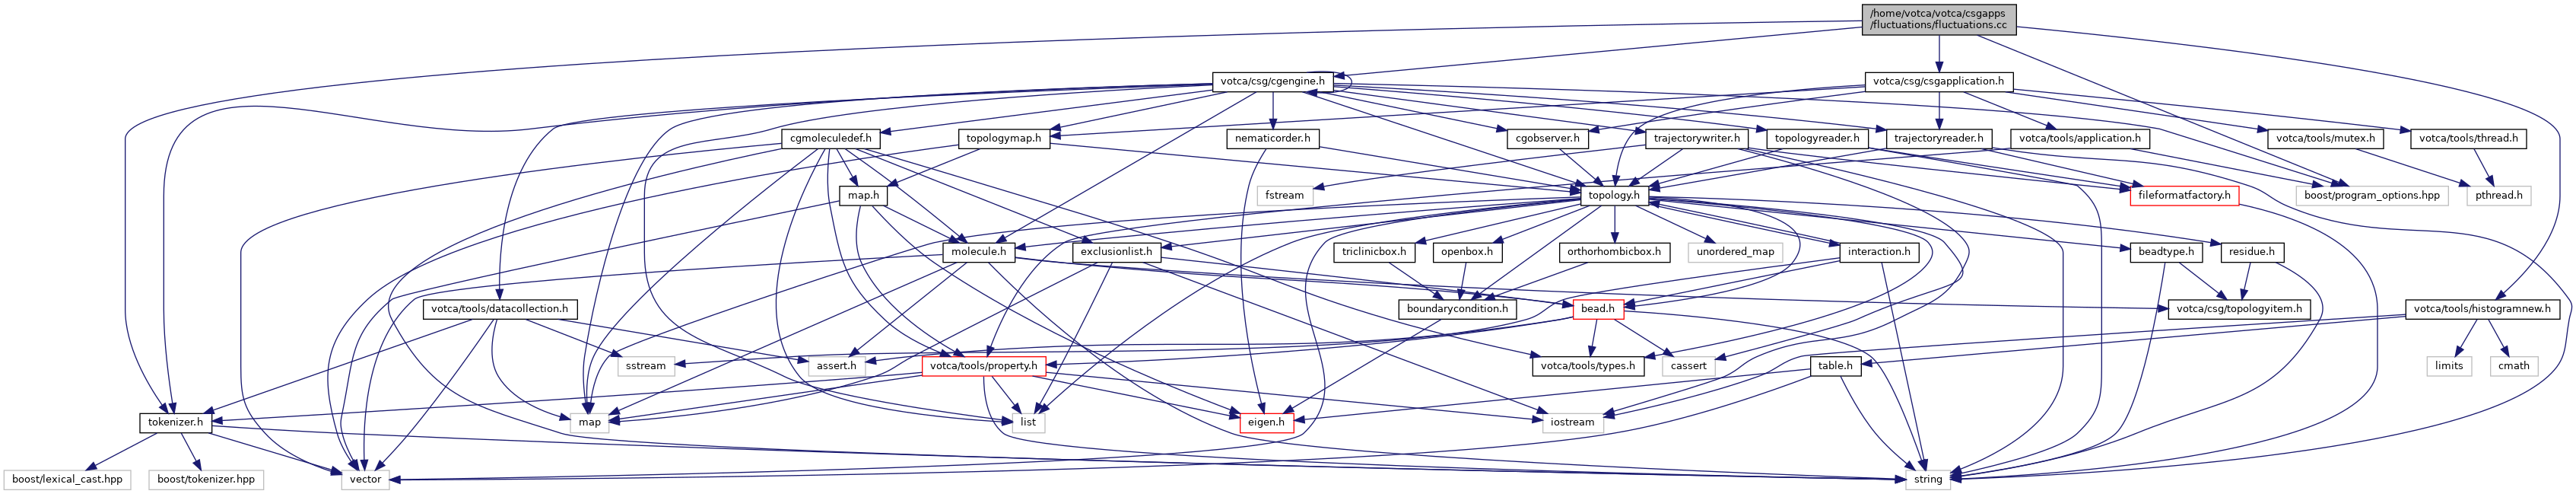 /home/votca/votca/csgapps
/fluctuations/fluctuations.cc
votca/csg/cgengine.h
votca/csg/csgapplication.h
cgmoleculedef.h
topologymap.h
nematicorder.h
cgobserver.h
trajectorywriter.h
topologyreader.h
trajectoryreader.h
votca/tools/application.h
votca/tools/mutex.h
votca/tools/thread.h
map.h
fstream
topology.h
fileformatfactory.h
boost/program_options.hpp
pthread.h
molecule.h
exclusionlist.h
triclinicbox.h
openbox.h
orthorhombicbox.h
unordered_map
interaction.h
beadtype.h
residue.h
votca/tools/datacollection.h
boundarycondition.h
bead.h
votca/csg/topologyitem.h
votca/tools/histogramnew.h
sstream
assert.h
votca/tools/property.h
votca/tools/types.h
cassert
table.h
limits
cmath
tokenizer.h
map
list
eigen.h
iostream
boost/lexical_cast.hpp
boost/tokenizer.hpp
vector
string